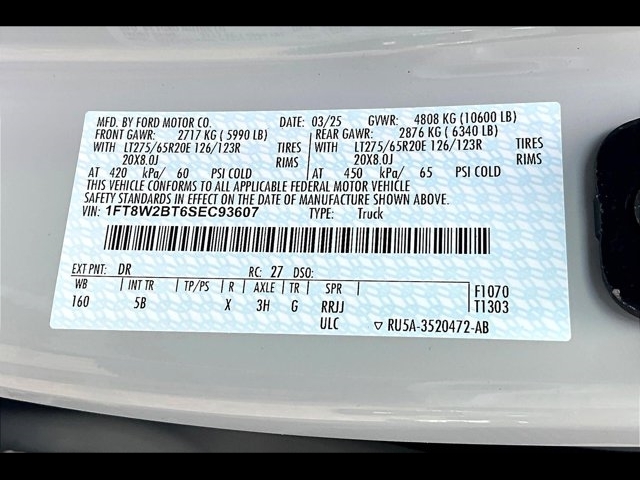 MFD. BY FORD MOTOR CO. DATE: 03/25 GVWR: 4808 KG (10600 LB)
FRONT GAWR: 2717 KG ( 5990 LB) REAR GAWR: 2876 KG ( 6340 LB)
WITH LT275/65R20E 126/123R TIRES WITH LT275/65R20E 126/123R TIRES
20X8.0J RIMS 20X8.0J RIMS
AT 420 kPa/ 60 PSI COLD AT 450 kPa/ 65 PSI COLD
THIS VEHICLE CONFORMS TO ALL APPLICABLE FEDERAL MOTOR VEHICLE
SAFETY STANDARDS IN EFFECT ON THE DATE OF MANUFACTURE SHOWN ABOVE.
VIN: 1FT8W2BT6SEC93607 TYPE: Truck
EXT PNT: DR RC: 27 DSO:
WB INT TR TP/PS R AXLE TR SPR F1070
160 5B X 3H G RRJJ T1303
ULC ▽ RU5A-3520472-AB